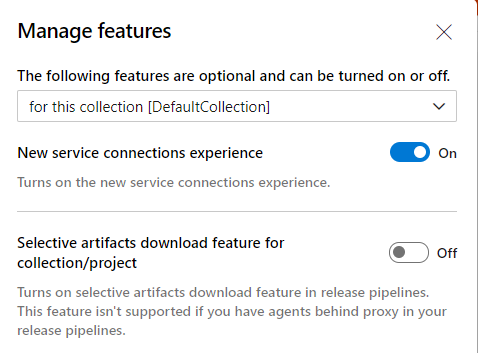 Manage features
The following features are optional and can be turned on or off.
for this collection [DefaultCollection]
New service connections experience
On
Turns on the new service connections experience.
Selective artifacts download feature for
collection/project
Off
Turns on selective artifacts download feature in release pipelines.
This feature isn't supported if you have agents behind proxy in your
release pipelines.